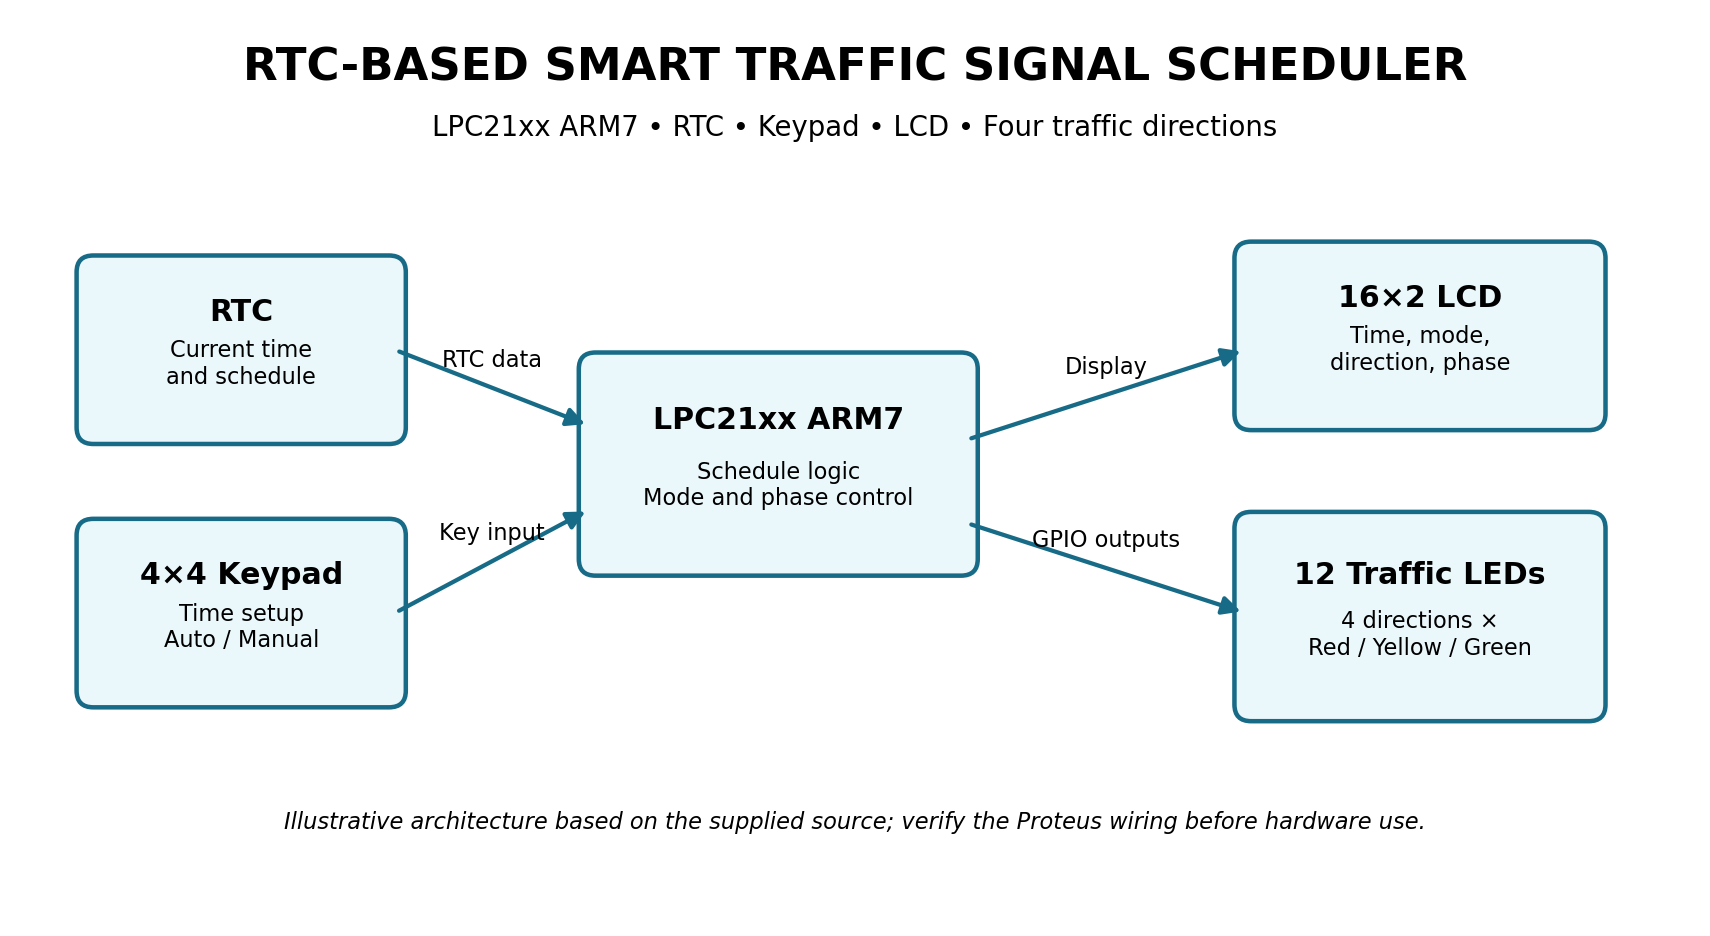 RTC-BASED SMART TRAFFIC SIGNAL SCHEDULER
LPC21xx ARM7 • RTC • Keypad • LCD • Four traffic directions
RTC
Current time
and schedule
RTC data
4×4 Keypad
Time setup
Auto / Manual
Key input
LPC21xx ARM7
Schedule logic
Mode and phase control
Display
16×2 LCD
Time, mode,
direction, phase
GPIO outputs
12 Traffic LEDs
4 directions ×
Red / Yellow / Green
Illustrative architecture based on the supplied source; verify the Proteus wiring before hardware use.